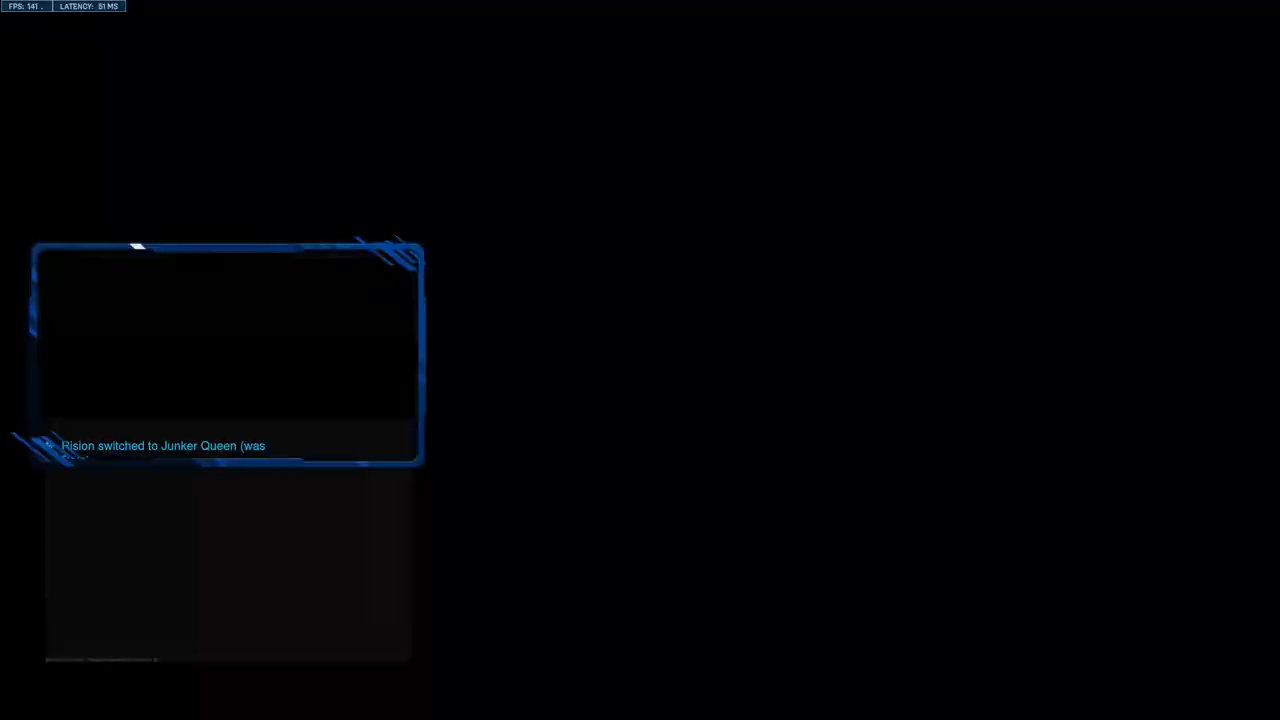 FPS: 141 . LATENCY: 51 MS
Rision switched to Junker Queen (was